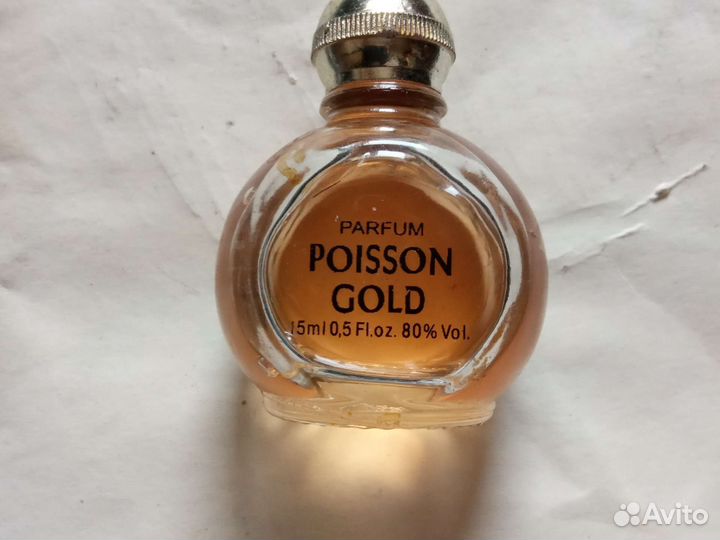 PARFUM
POISSON
GOLD
15ml 0,5 Fl.oz. 80% Vol.
Avito